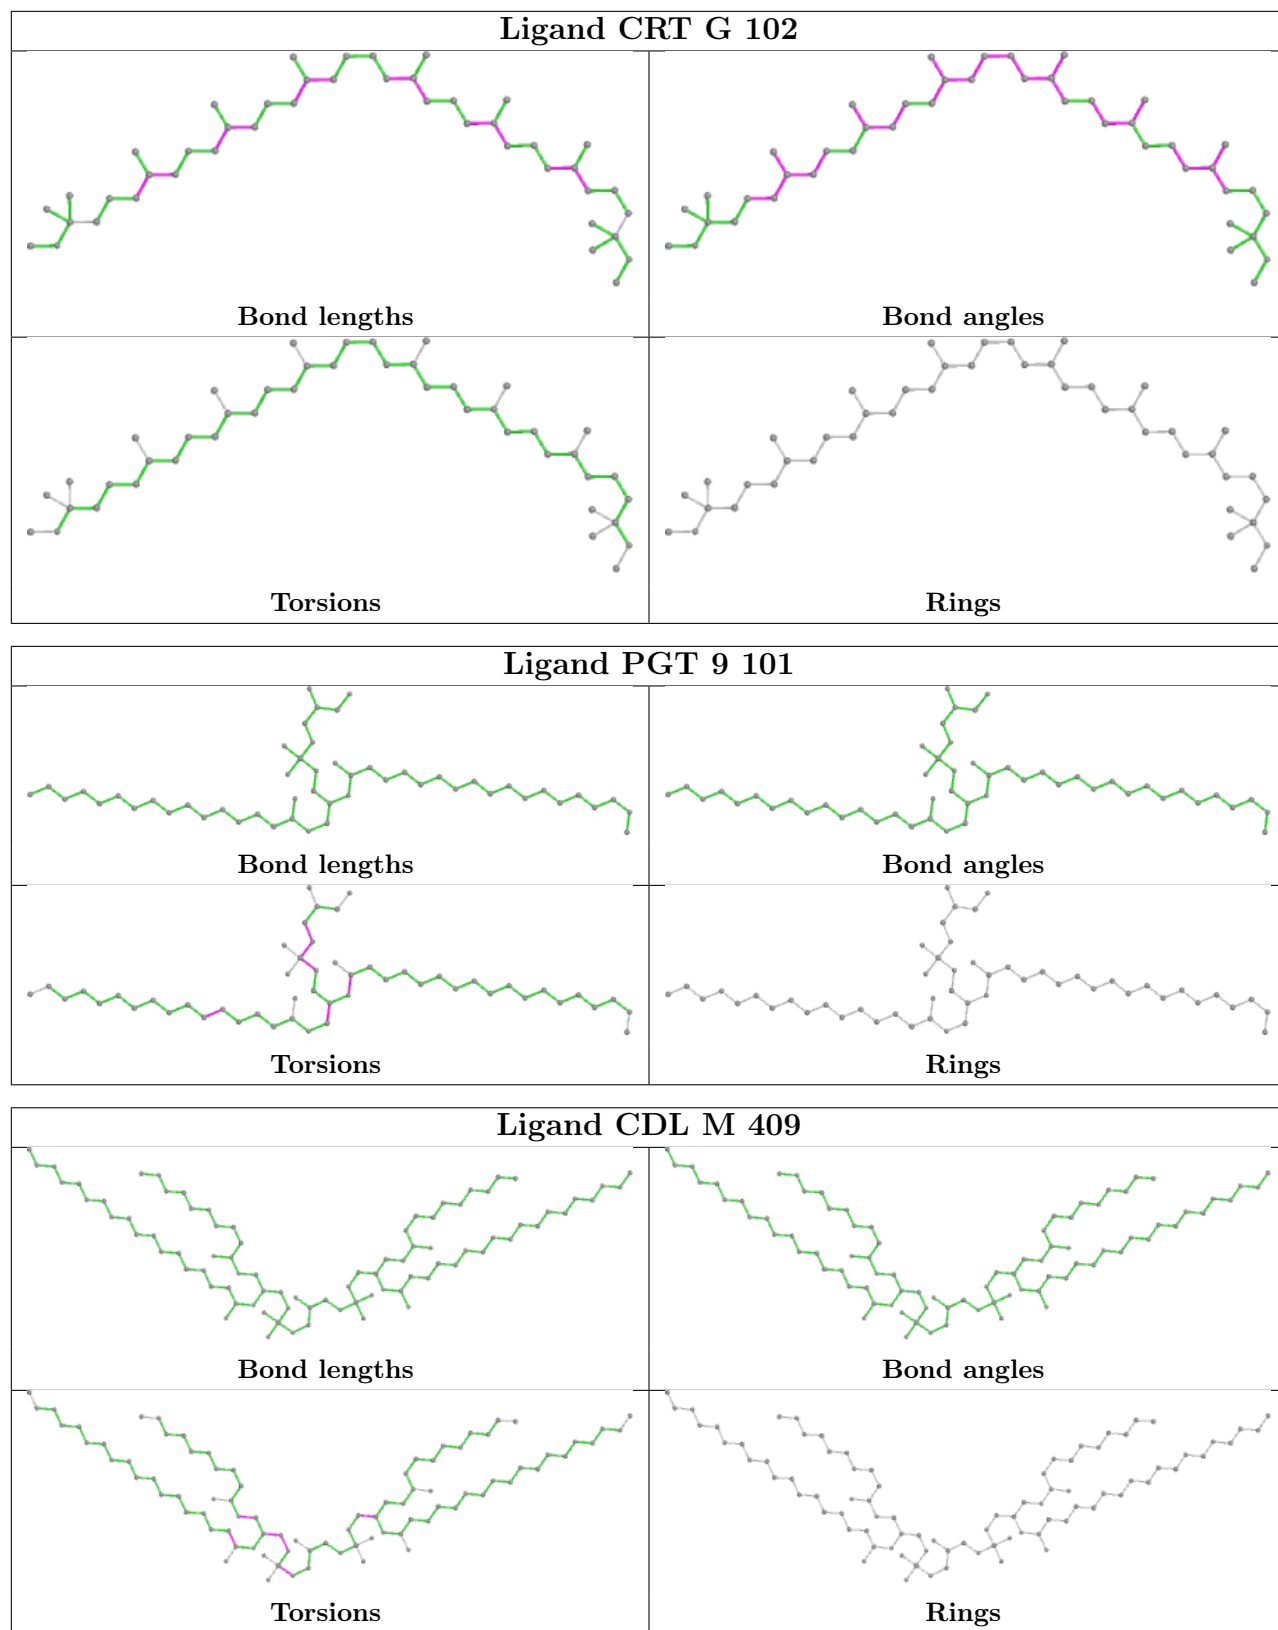 Ligand CRT G 102
Bond lengths
Bond angles
Torsions
Rings
Ligand PGT 9 101
Bond lengths
Bond angles
Torsions
Rings
Ligand CDL M 409
Bond lengths
Bond angles
Torsions
Rings